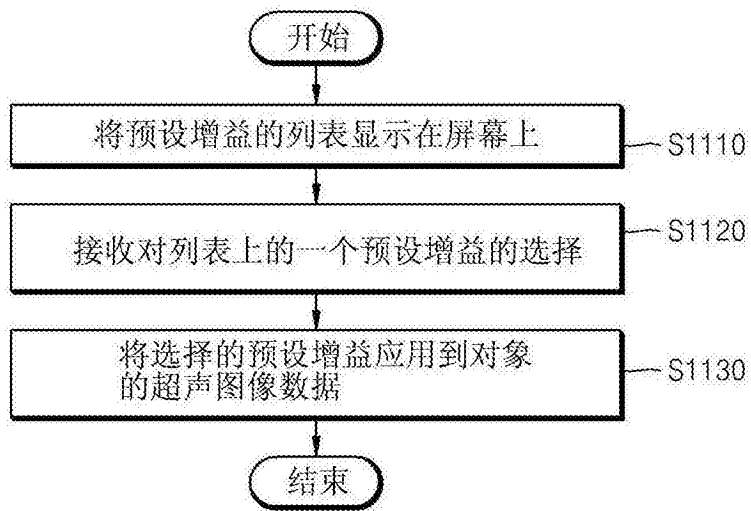 开始
将预设增益的列表显示在屏幕上
S1110
接收对列表上的一个预设增益的选择
S1120
将选择的预设增益应用到对象
的超声图像数据
S1130
结束